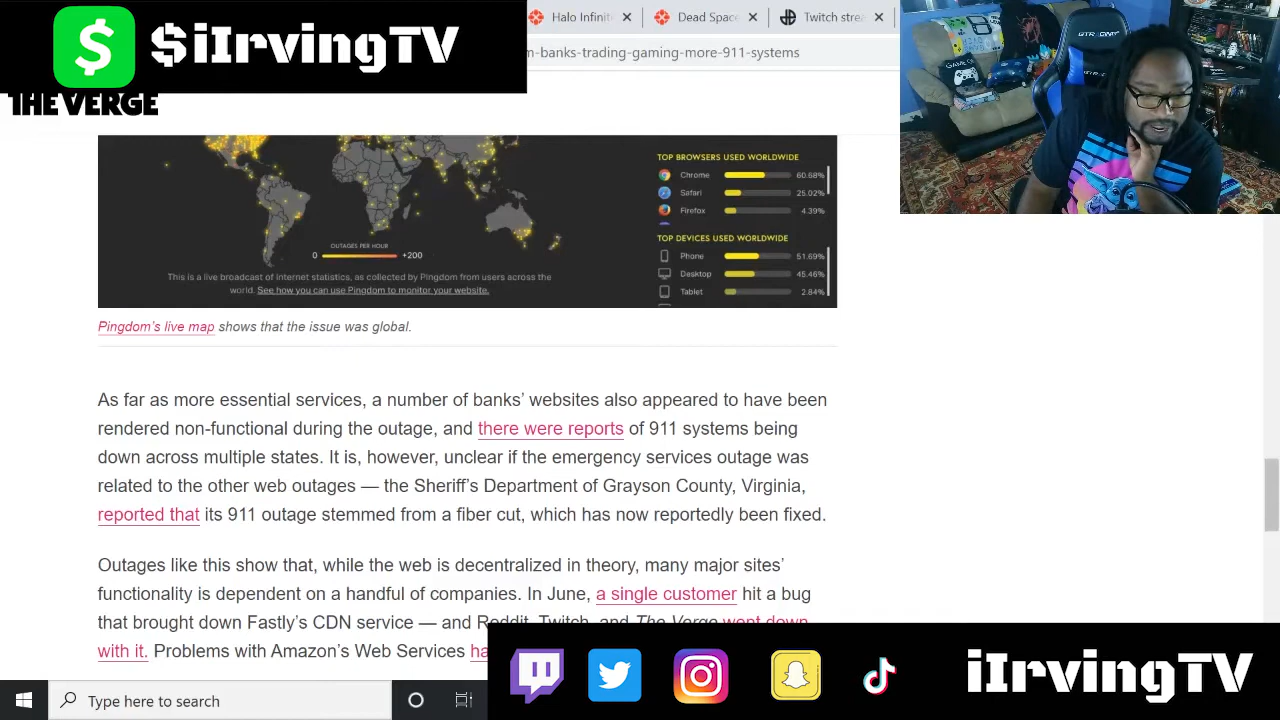 $iIrvingTV
Halo Infinit
Dead Space
Twitch stre
m-banks-trading-gaming-more-911-systems
THE VERGE
TOP BROWSERS USED WORLDWIDE
Chrome 60.68%
Safari 25.02%
Firefox 4.39%
TOP DEVICES USED WORLDWIDE
OUTAGES PER HOUR
0 +200
Phone 51.69%
Desktop 45.46%
Tablet 2.84%
This is a live broadcast of internet statistics, as collected by Pingdom from users across the
world. See how you can use Pingdom to monitor your website.
Pingdom's live map shows that the issue was global.
As far as more essential services, a number of banks' websites also appeared to have been
rendered non-functional during the outage, and there were reports of 911 systems being
down across multiple states. It is, however, unclear if the emergency services outage was
related to the other web outages — the Sheriff's Department of Grayson County, Virginia,
reported that its 911 outage stemmed from a fiber cut, which has now reportedly been fixed.
Outages like this show that, while the web is decentralized in theory, many major sites'
functionality is dependent on a handful of companies. In June, a single customer hit a bug
that brought down Fastly's CDN service — and Reddit, Twitch, and The Verge went down
with it. Problems with Amazon's Web Services ha
iIrvingTV
Type here to search